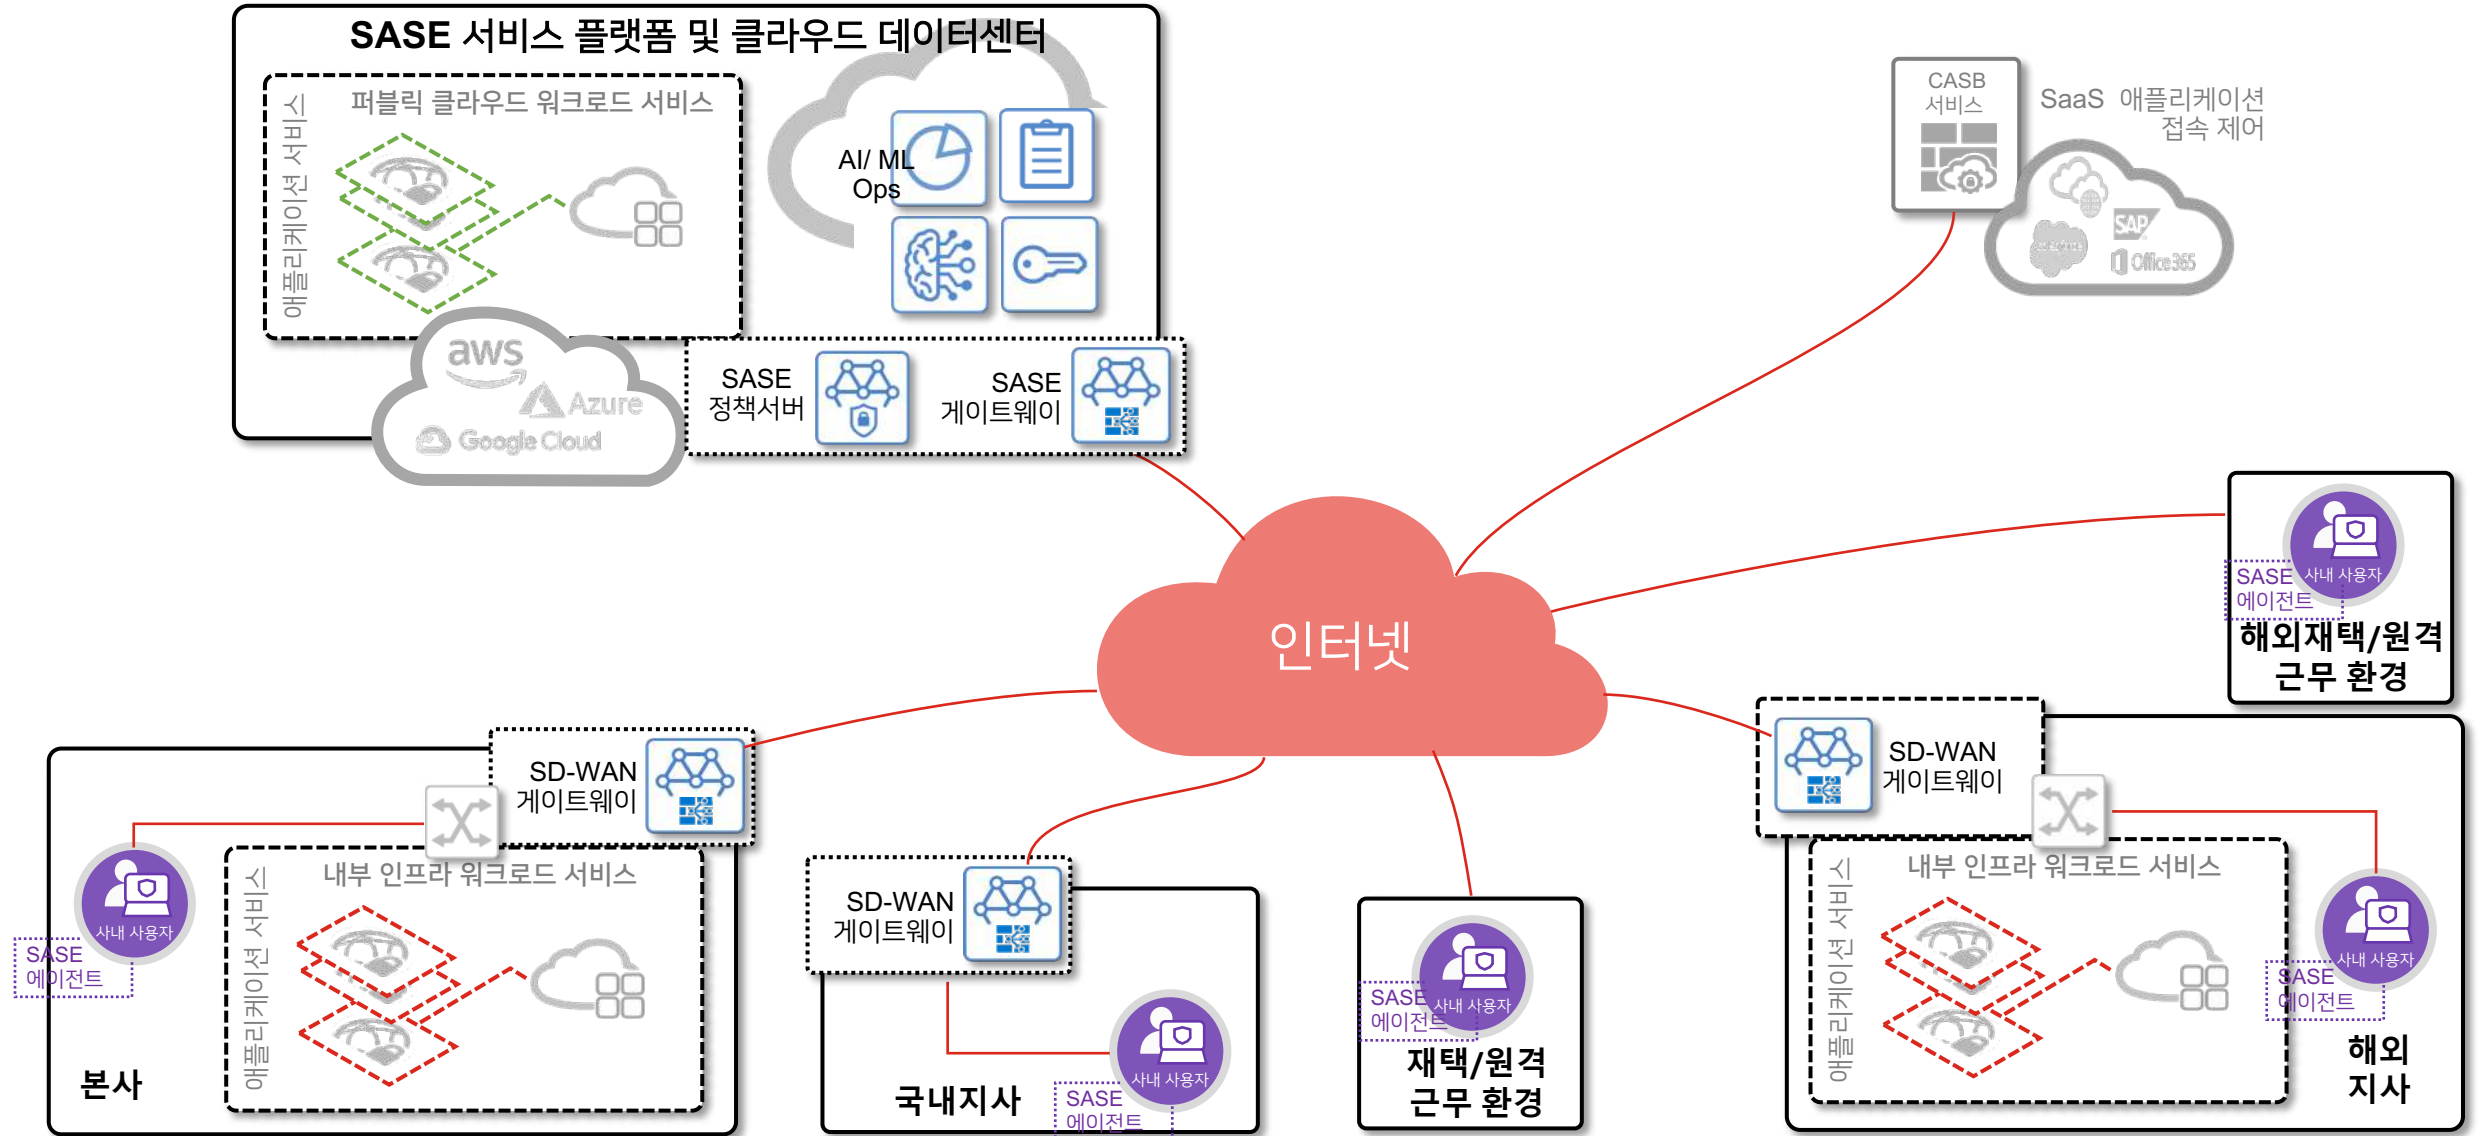 SASE 서비스 플랫폼 및 클라우드 데이터센터
퍼블릭 클라우드 워크로드 서비스
애플리케이션 서비스
AI/ ML
Ops
aws
Azure
Google Cloud
SASE
정책서버
SASE
게이트웨이
CASB
서비스
SaaS 애플리케이션
접속 제어
salesforce
SAP
Office 365
인터넷
사내 사용자
SASE
에이전트
해외재택/원격
근무 환경
SD-WAN
게이트웨이
내부 인프라 워크로드 서비스
애플리케이션 서비스
사내 사용자
SASE
에이전트
본사
SD-WAN
게이트웨이
사내 사용자
SASE
에이전트
국내지사
사내 사용자
SASE
에이전트
재택/원격
근무 환경
SD-WAN
게이트웨이
내부 인프라 워크로드 서비스
애플리케이션 서비스
사내 사용자
SASE
에이전트
해외
지사